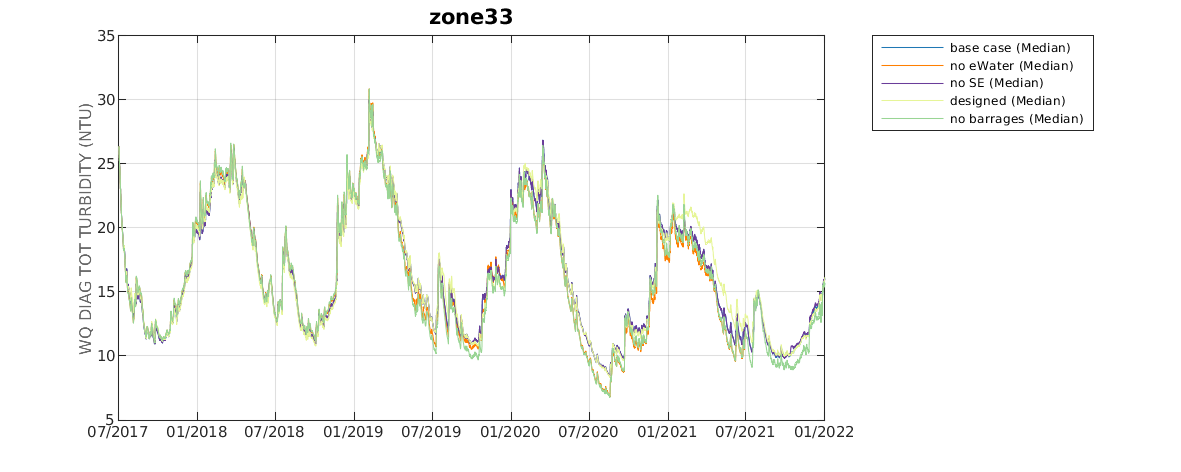 zone33
WQ DIAG TOT TURBIDITY (NTU)
35
30
25
20
15
10
5
07/2017 01/2018 07/2018 01/2019 07/2019 01/2020 07/2020 01/2021 07/2021 01/2022
base case (Median)
no eWater (Median)
no SE (Median)
designed (Median)
no barrages (Median)